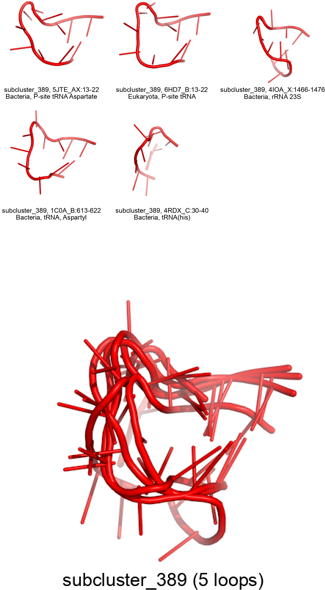 subcluster_389, 5JTE_AX:13-22
Bacteria, P-site tRNA Aspartate
subcluster_389, 6HD7_B:13-22
Eukaryota, P-site tRNA
subcluster_389, 4IOA_X:1466-1476
Bacteria, rRNA 23S
subcluster_389, 1C0A_B:613-622
Bacteria, tRNA, Aspartyl
subcluster_389, 4RDX_C:30-40
Bacteria, tRNA(his)
subcluster_389 (5 loops)